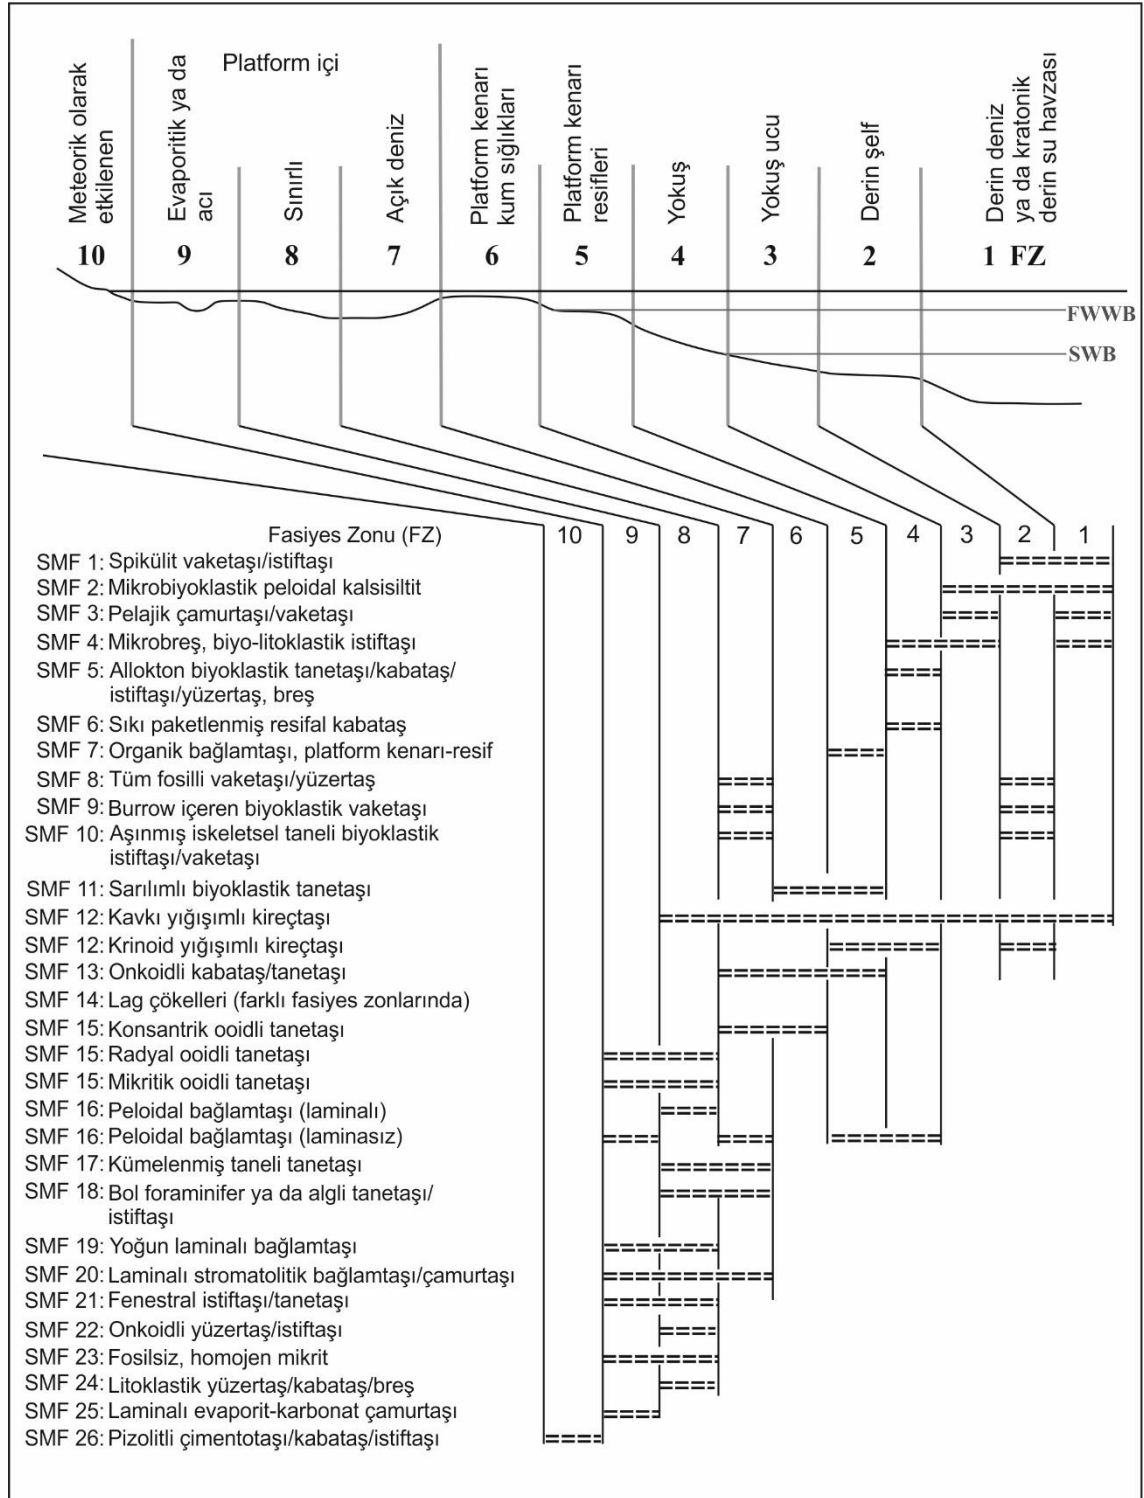 Platform içi
Meteorik olarak
etkilenen
Evaporitik ya da
acı
Sınırlı
Açık deniz
Platform kenarı
kum sığlıkları
Platform kenarı
resifleri
Yokuş
Yokuş ucu
Derin şelf
Derin deniz
ya da kratonik
derin su havzası
10 9 8 7 6 5 4 3 2 1 FZ
FWWB
SWB
Fasiyes Zonu (FZ) 10 9 8 7 6 5 4 3 2 1
SMF 1: Spikülit vaketaşı/istiftaşı
SMF 2: Mikrobiyoklastik peloidal kalsisiltit
SMF 3: Pelajik çamurtaşı/vaketaşı
SMF 4: Mikrobreş, biyo-litoklastik istiftaşı
SMF 5: Allokton biyoklastik tanetaşı/kabataş/
istiftaşı/yüzertaş, breş
SMF 6: Sıkı paketlenmiş resifal kabataş
SMF 7: Organik bağlamtaşı, platform kenarı-resif
SMF 8: Tüm fosilli vaketaşı/yüzertaş
SMF 9: Burrow içeren biyoklastik vaketaşı
SMF 10: Aşınmış iskeletsel taneli biyoklastik
istiftaşı/vaketaşı
SMF 11: Sarılımlı biyoklastik tanetaşı
SMF 12: Kavkı yığışımlı kireçtaşı
SMF 12: Krinoid yığışımlı kireçtaşı
SMF 13: Onkoidli kabataş/tanetaşı
SMF 14: Lag çökelleri (farklı fasiyes zonlarında)
SMF 15: Konsantrik ooidli tanetaşı
SMF 15: Radyal ooidli tanetaşı
SMF 15: Mikritik ooidli tanetaşı
SMF 16: Peloidal bağlamtaşı (laminalı)
SMF 16: Peloidal bağlamtaşı (laminasız)
SMF 17: Kümelenmiş taneli tanetaşı
SMF 18: Bol foraminifer ya da algli tanetaşı/
istiftaşı
SMF 19: Yoğun laminalı bağlamtaşı
SMF 20: Laminalı stromatolitik bağlamtaşı/çamurtaşı
SMF 21: Fenestral istiftaşı/tanetaşı
SMF 22: Onkoidli yüzertaş/istiftaşı
SMF 23: Fosilsiz, homojen mikrit
SMF 24: Litoklastik yüzertaş/kabataş/breş
SMF 25: Laminalı evaporit-karbonat çamurtaşı
SMF 26: Pizolitli çimentotaşı/kabataş/istiftaşı